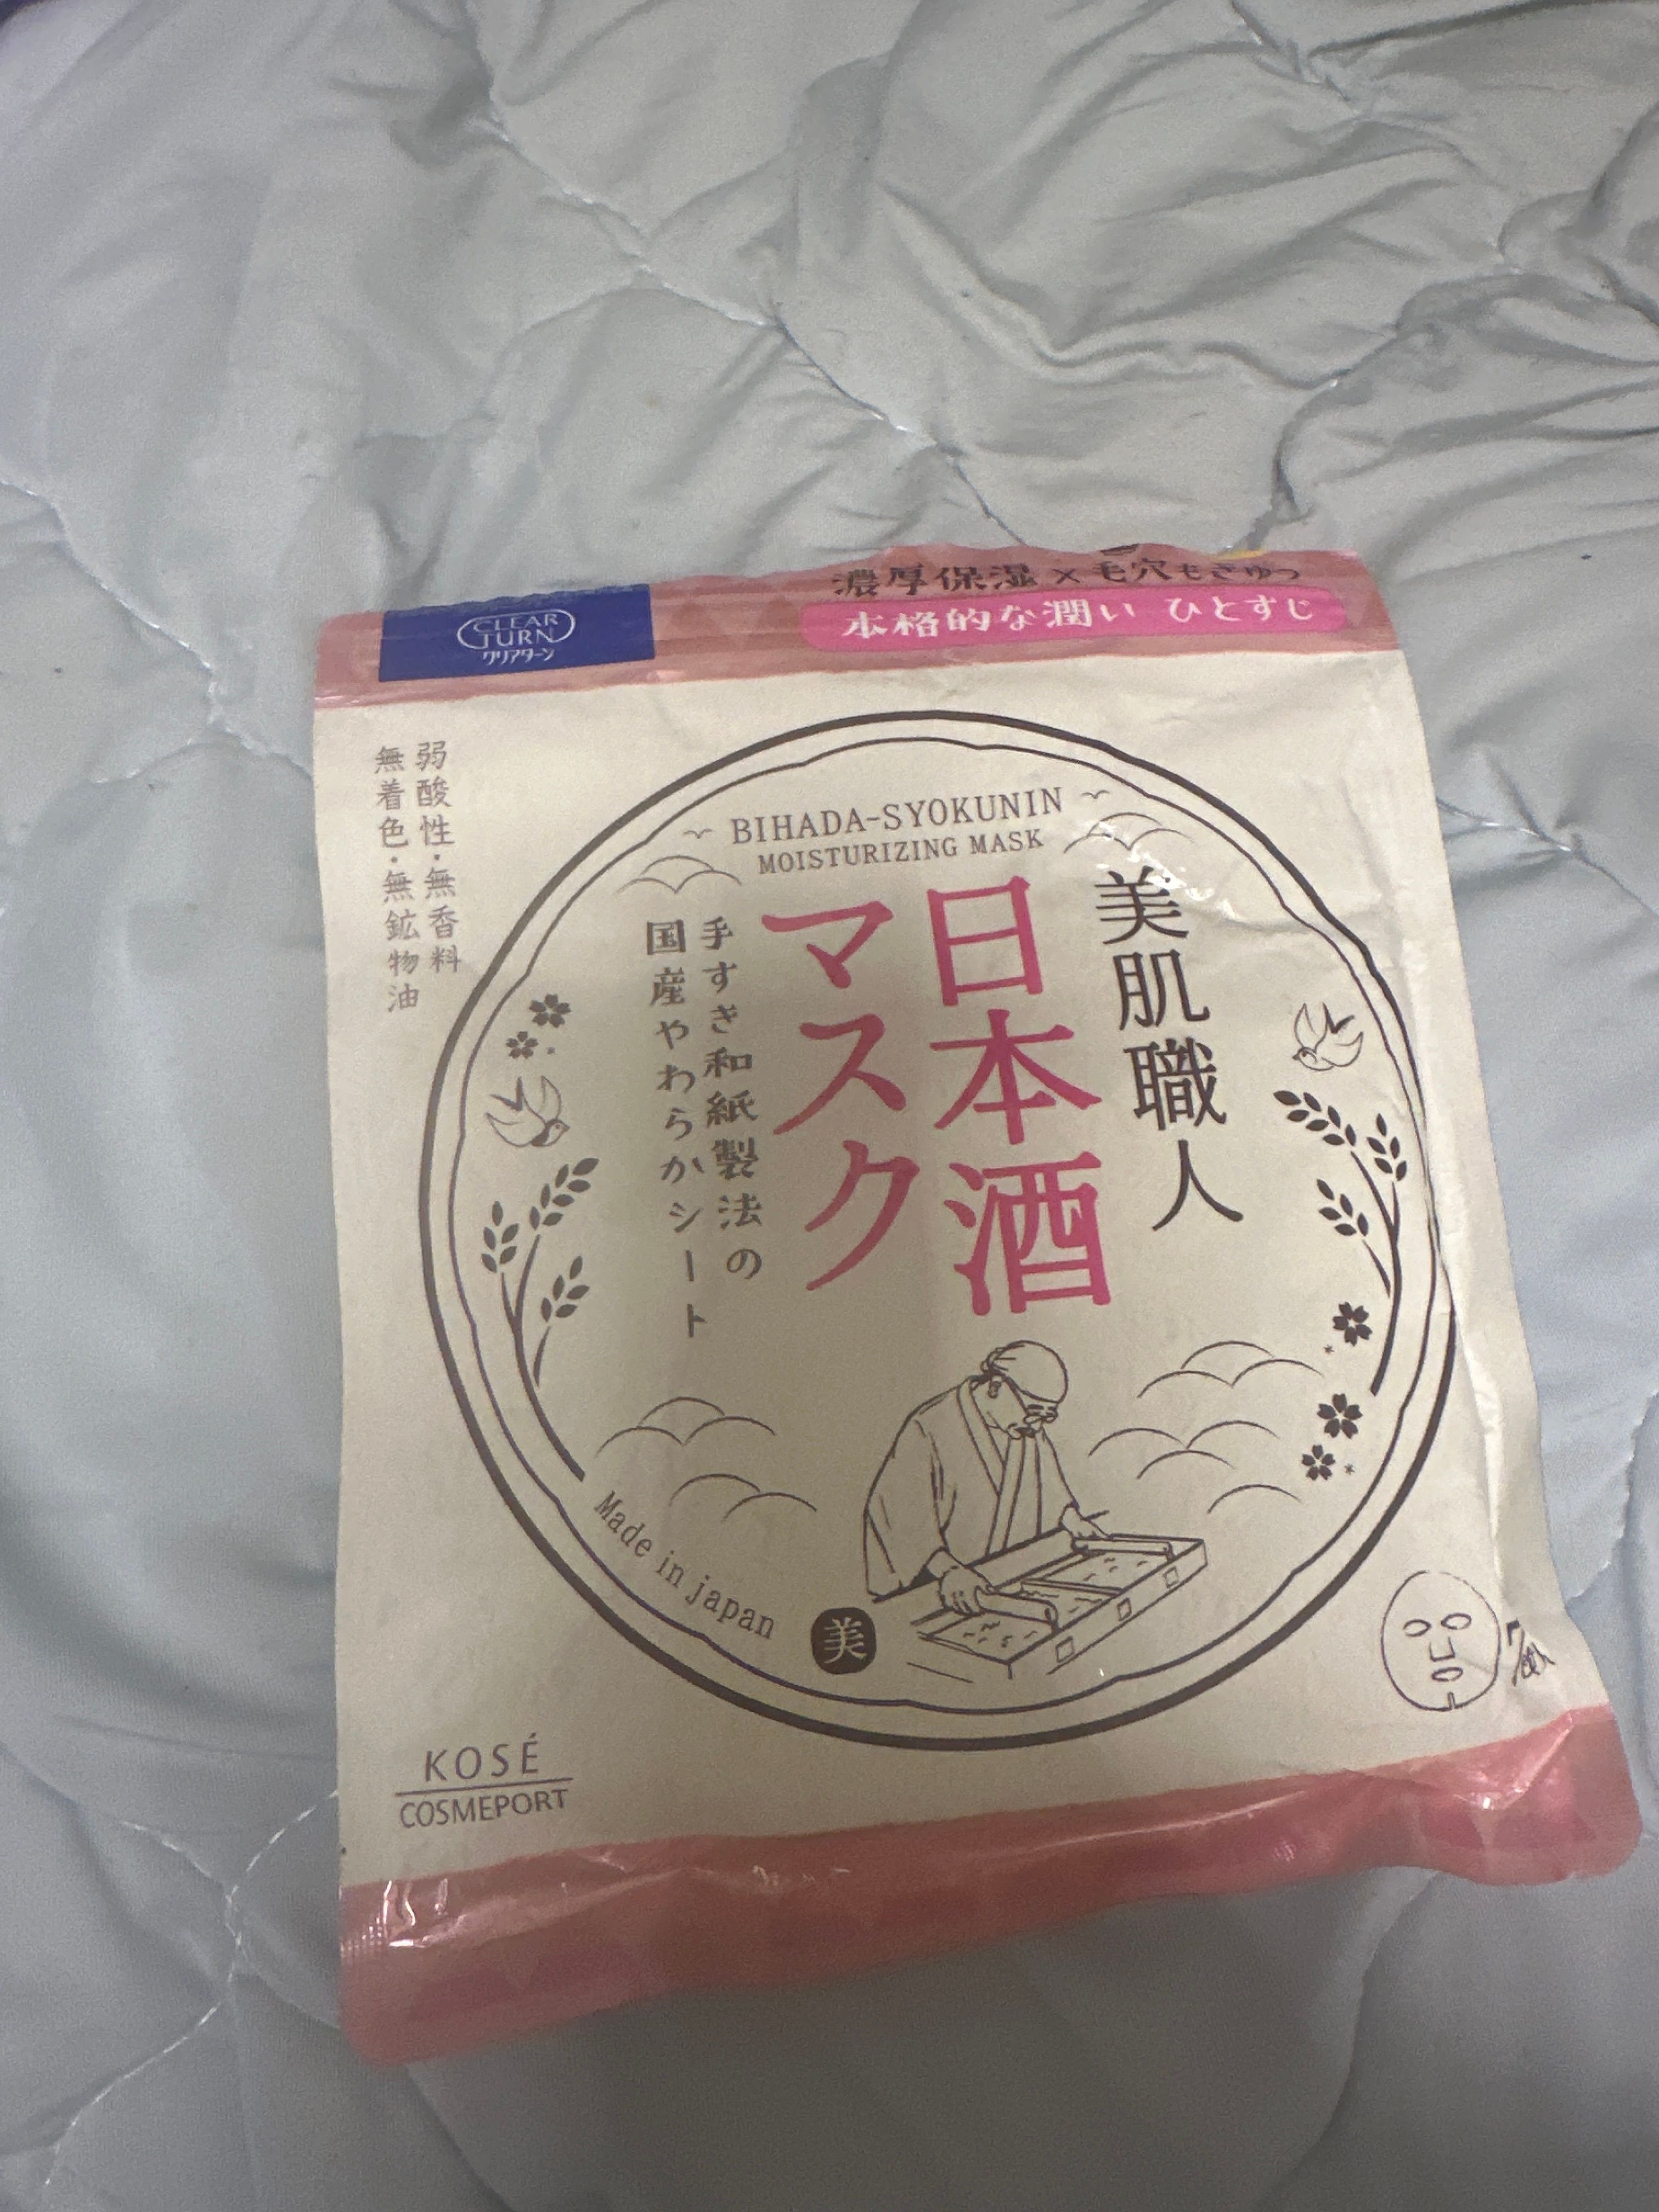 濃厚保湿×毛穴もきゅっ
本格的な潤い ひとすじ
CLEAR
TURN
クリアターン
弱酸性・無香料
無着色・無鉱物油
BIHADA-SYOKUNIN
MOISTURIZING MASK
美肌職人
日本酒
マスク
手すき和紙製法の
国産やわらかシート
Made in japan
美
7枚入
KOSÉ
COSMEPORT